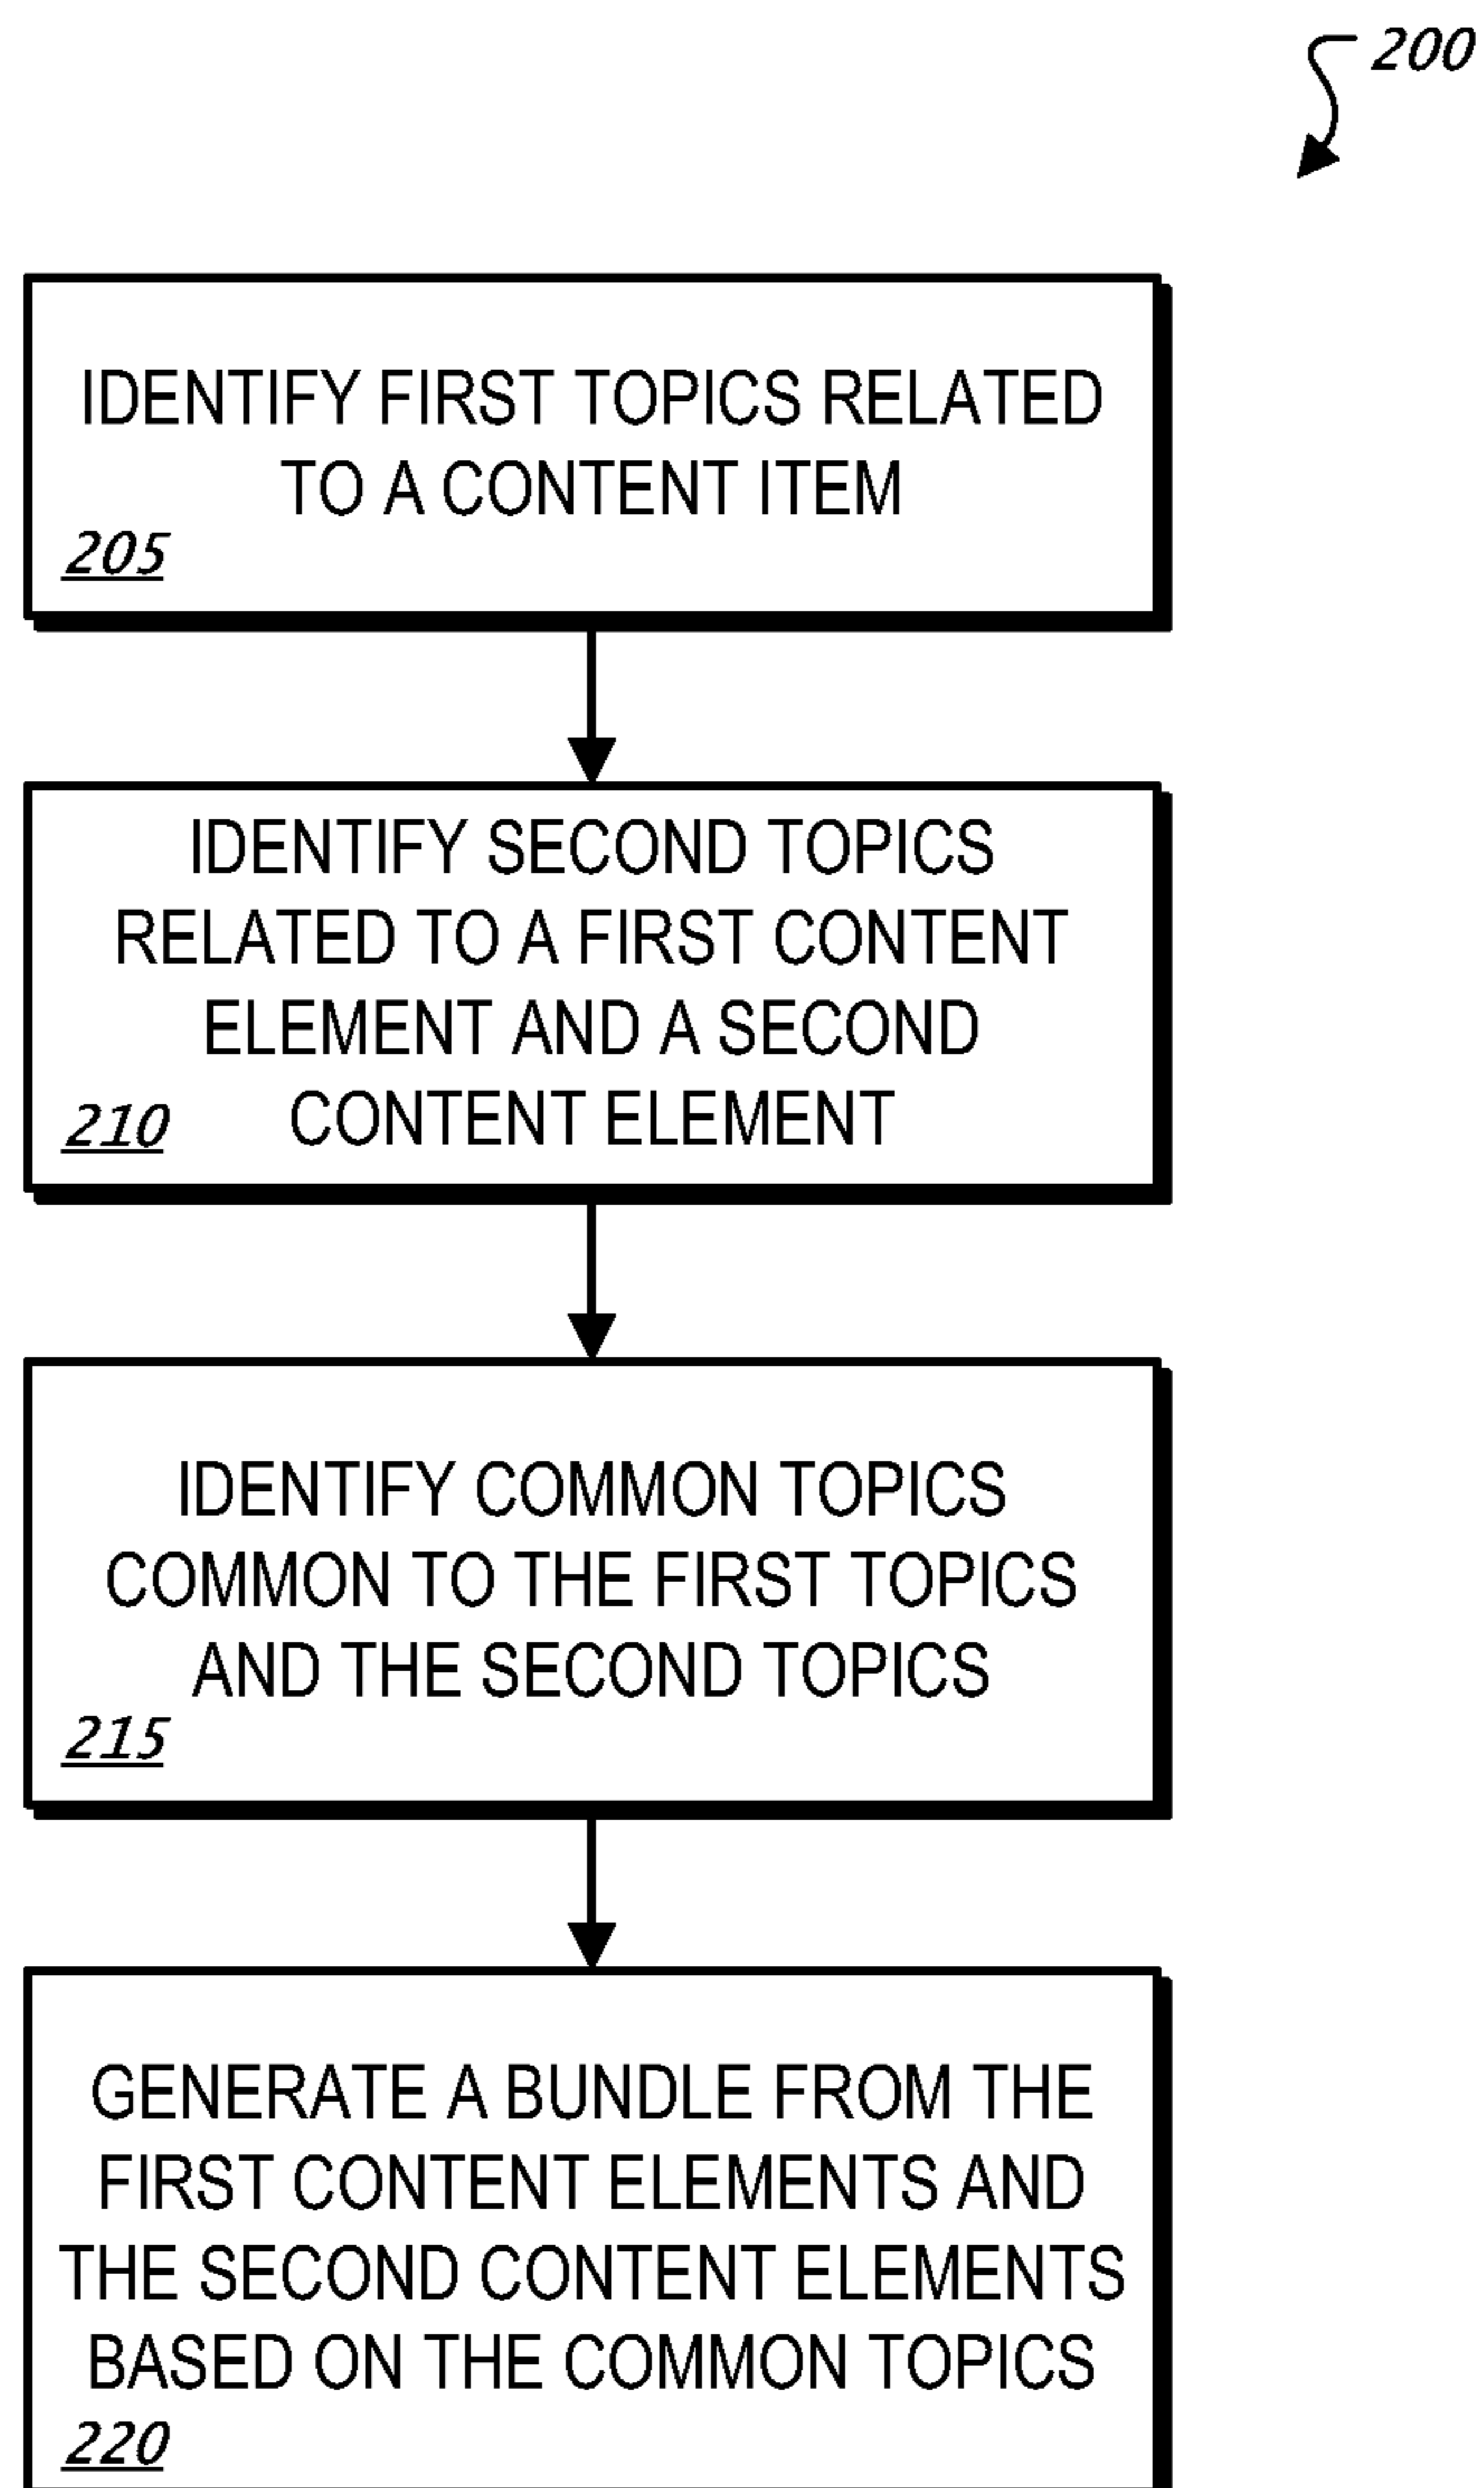 200
IDENTIFY FIRST TOPICS RELATED
TO A CONTENT ITEM
205
IDENTIFY SECOND TOPICS
RELATED TO A FIRST CONTENT
ELEMENT AND A SECOND
CONTENT ELEMENT
210
IDENTIFY COMMON TOPICS
COMMON TO THE FIRST TOPICS
AND THE SECOND TOPICS
215
GENERATE A BUNDLE FROM THE
FIRST CONTENT ELEMENTS AND
THE SECOND CONTENT ELEMENTS
BASED ON THE COMMON TOPICS
220